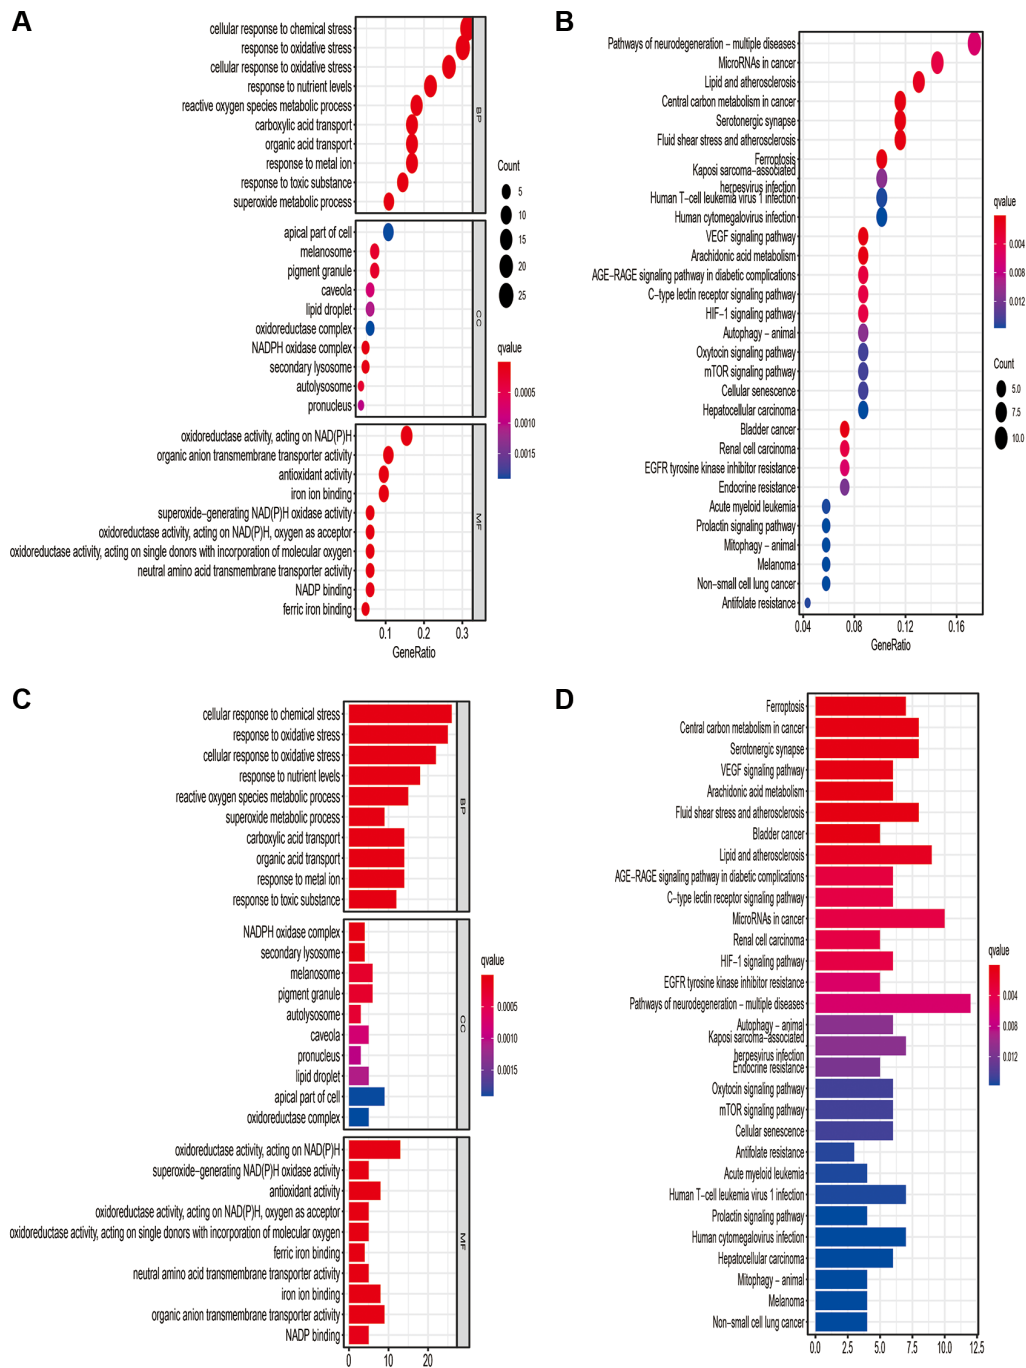 A
cellular response to chemical stress
response to oxidative stress
cellular response to oxidative stress
response to nutrient levels
reactive oxygen species metabolic process
carboxylic acid transport
organic acid transport
response to metal ion
response to toxic substance
superoxide metabolic process
BP
apical part of cell
melanosome
pigment granule
caveola
lipid droplet
oxidoreductase complex
NADPH oxidase complex
secondary lysosome
autolysosome
pronucleus
CC
oxidoreductase activity, acting on NAD(P)H
organic anion transmembrane transporter activity
antioxidant activity
iron ion binding
superoxide−generating NAD(P)H oxidase activity
oxidoreductase activity, acting on NAD(P)H, oxygen as acceptor
oxidoreductase activity, acting on single donors with incorporation of molecular oxygen
neutral amino acid transmembrane transporter activity
NADP binding
ferric iron binding
MF
0.1 0.2 0.3
GeneRatio
Count
5
10
15
20
25
qvalue
0.0005
0.0010
0.0015
B
Pathways of neurodegeneration − multiple diseases
MicroRNAs in cancer
Lipid and atherosclerosis
Central carbon metabolism in cancer
Serotonergic synapse
Fluid shear stress and atherosclerosis
Ferroptosis
Kaposi sarcoma−associated
herpesvirus infection
Human T−cell leukemia virus 1 infection
Human cytomegalovirus infection
VEGF signaling pathway
Arachidonic acid metabolism
AGE−RAGE signaling pathway in diabetic complications
C−type lectin receptor signaling pathway
HIF−1 signaling pathway
Autophagy − animal
Oxytocin signaling pathway
mTOR signaling pathway
Cellular senescence
Hepatocellular carcinoma
Bladder cancer
Renal cell carcinoma
EGFR tyrosine kinase inhibitor resistance
Endocrine resistance
Acute myeloid leukemia
Prolactin signaling pathway
Mitophagy − animal
Melanoma
Non−small cell lung cancer
Antifolate resistance
0.04 0.08 0.12 0.16
GeneRatio
qvalue
0.004
0.008
0.012
Count
5.0
7.5
10.0
C
cellular response to chemical stress
response to oxidative stress
cellular response to oxidative stress
response to nutrient levels
reactive oxygen species metabolic process
superoxide metabolic process
carboxylic acid transport
organic acid transport
response to metal ion
response to toxic substance
BP
NADPH oxidase complex
secondary lysosome
melanosome
pigment granule
autolysosome
caveola
pronucleus
lipid droplet
apical part of cell
oxidoreductase complex
CC
oxidoreductase activity, acting on NAD(P)H
superoxide−generating NAD(P)H oxidase activity
antioxidant activity
oxidoreductase activity, acting on NAD(P)H, oxygen as acceptor
oxidoreductase activity, acting on single donors with incorporation of molecular oxygen
ferric iron binding
neutral amino acid transmembrane transporter activity
iron ion binding
organic anion transmembrane transporter activity
NADP binding
MF
0 10 20
qvalue
0.0005
0.0010
0.0015
D
Ferroptosis
Central carbon metabolism in cancer
Serotonergic synapse
VEGF signaling pathway
Arachidonic acid metabolism
Fluid shear stress and atherosclerosis
Bladder cancer
Lipid and atherosclerosis
AGE−RAGE signaling pathway in diabetic complications
C−type lectin receptor signaling pathway
MicroRNAs in cancer
Renal cell carcinoma
HIF−1 signaling pathway
EGFR tyrosine kinase inhibitor resistance
Pathways of neurodegeneration − multiple diseases
Autophagy − animal
Kaposi sarcoma−associated
herpesvirus infection
Endocrine resistance
Oxytocin signaling pathway
mTOR signaling pathway
Cellular senescence
Antifolate resistance
Acute myeloid leukemia
Human T−cell leukemia virus 1 infection
Prolactin signaling pathway
Human cytomegalovirus infection
Hepatocellular carcinoma
Mitophagy − animal
Melanoma
Non−small cell lung cancer
0.0 2.5 5.0 7.5 10.0 12.5
qvalue
0.004
0.008
0.012